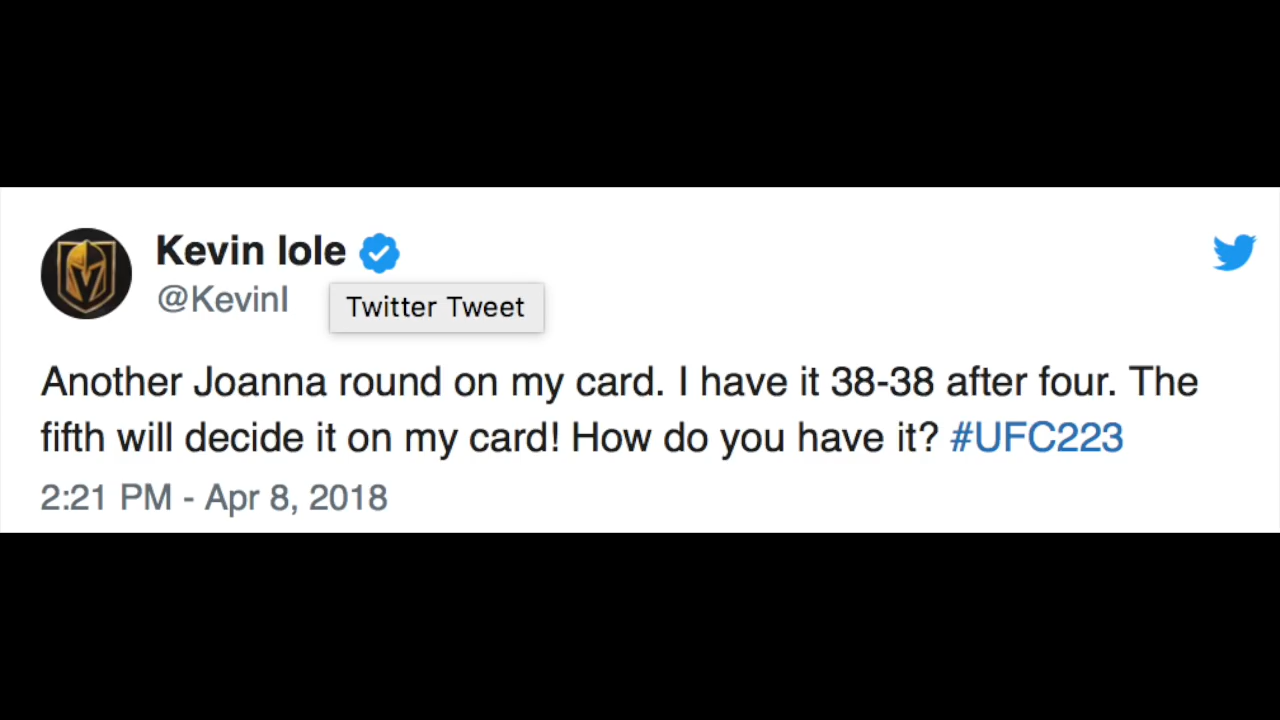 Kevin Iole
@KevinI
Twitter Tweet
Another Joanna round on my card. I have it 38-38 after four. The
fifth will decide it on my card! How do you have it? #UFC223
2:21 PM - Apr 8, 2018